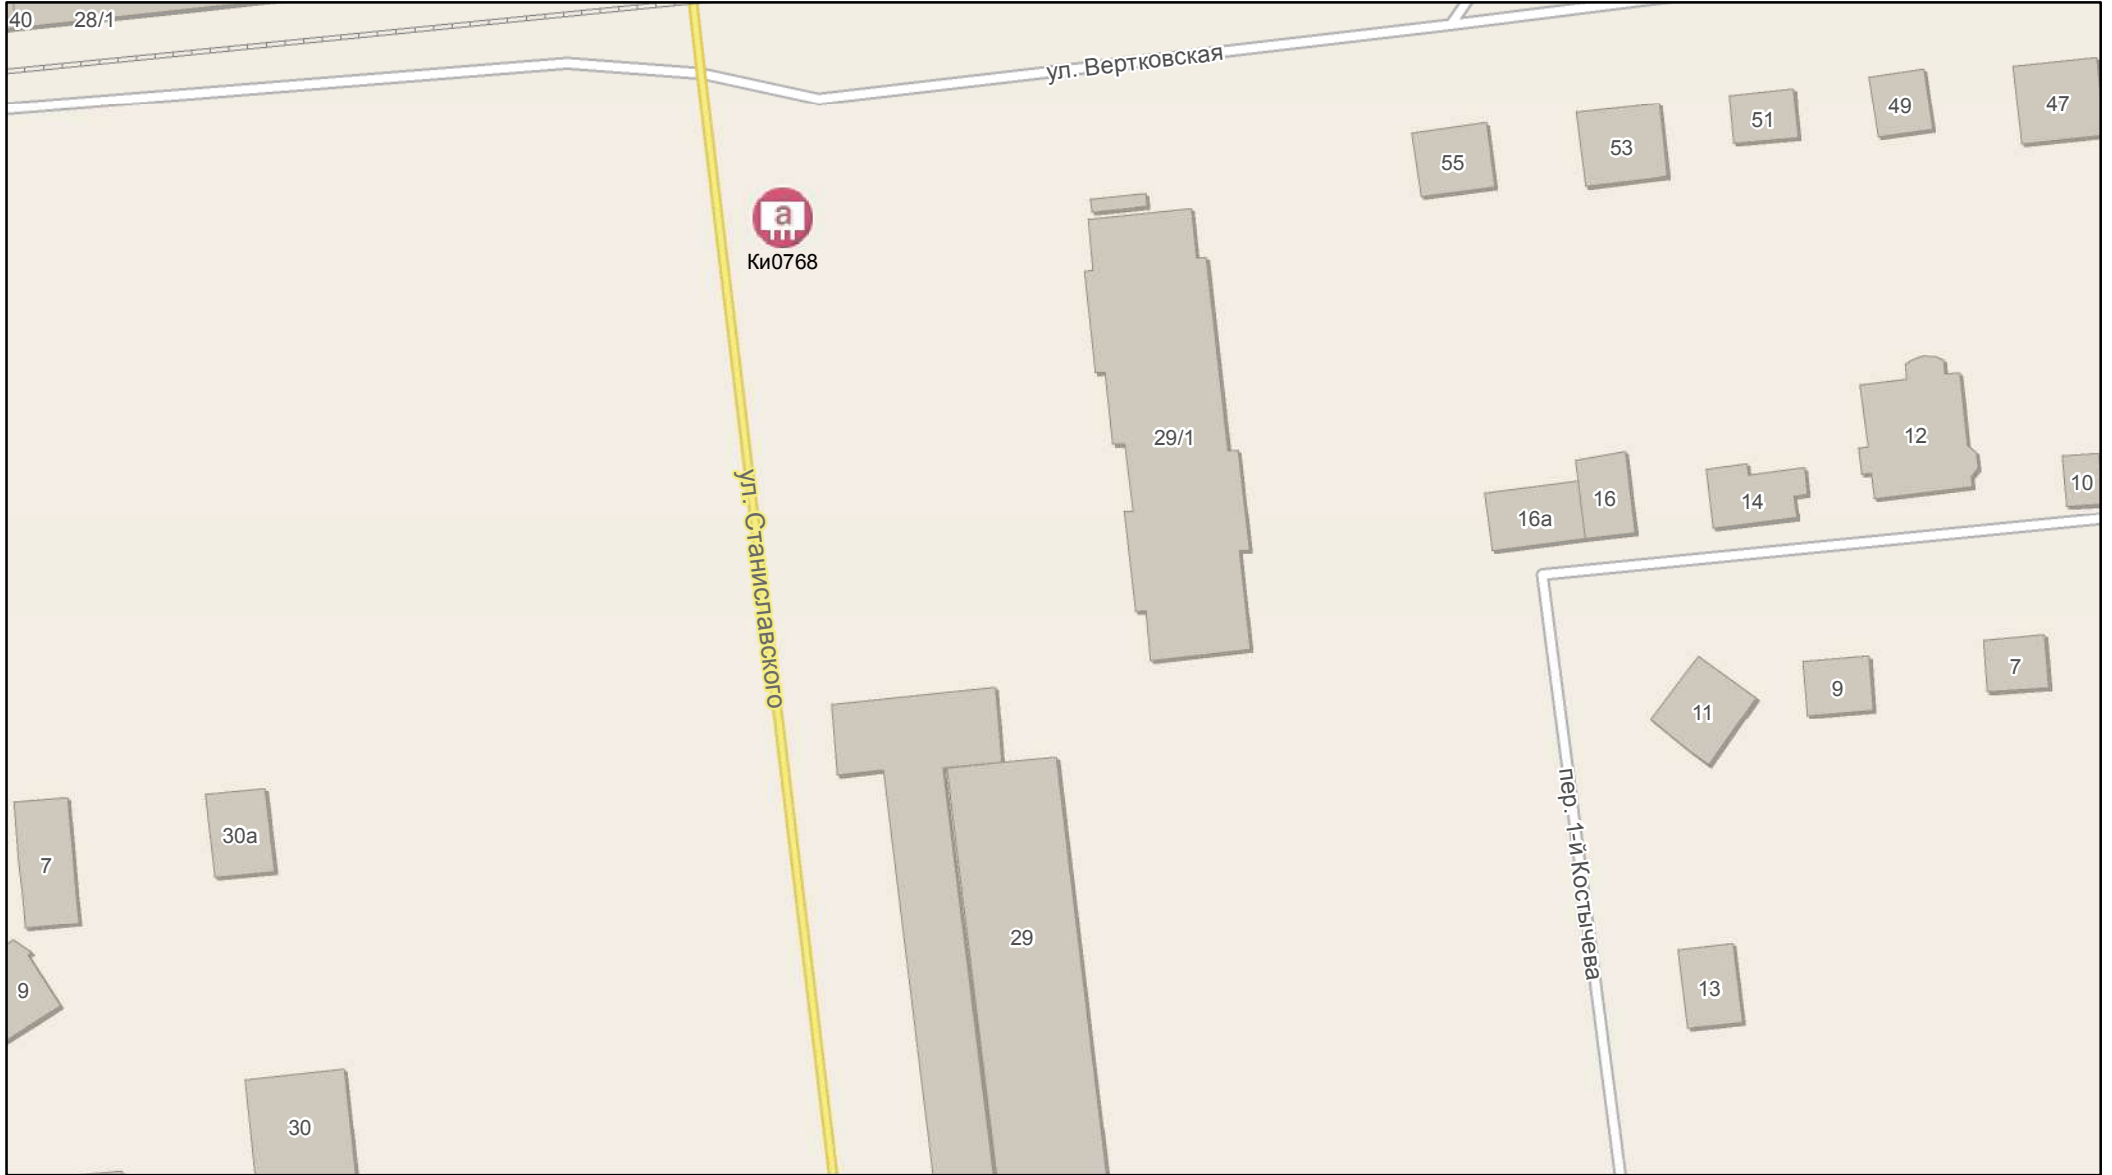 40
28/1
ул. Вертковская
55
53
51
49
47
а
Ки0768
29/1
12
16
14
10
16а
ул. Станиславского
7
9
11
30а
7
пер. 1-й Костычева
29
9
13
30